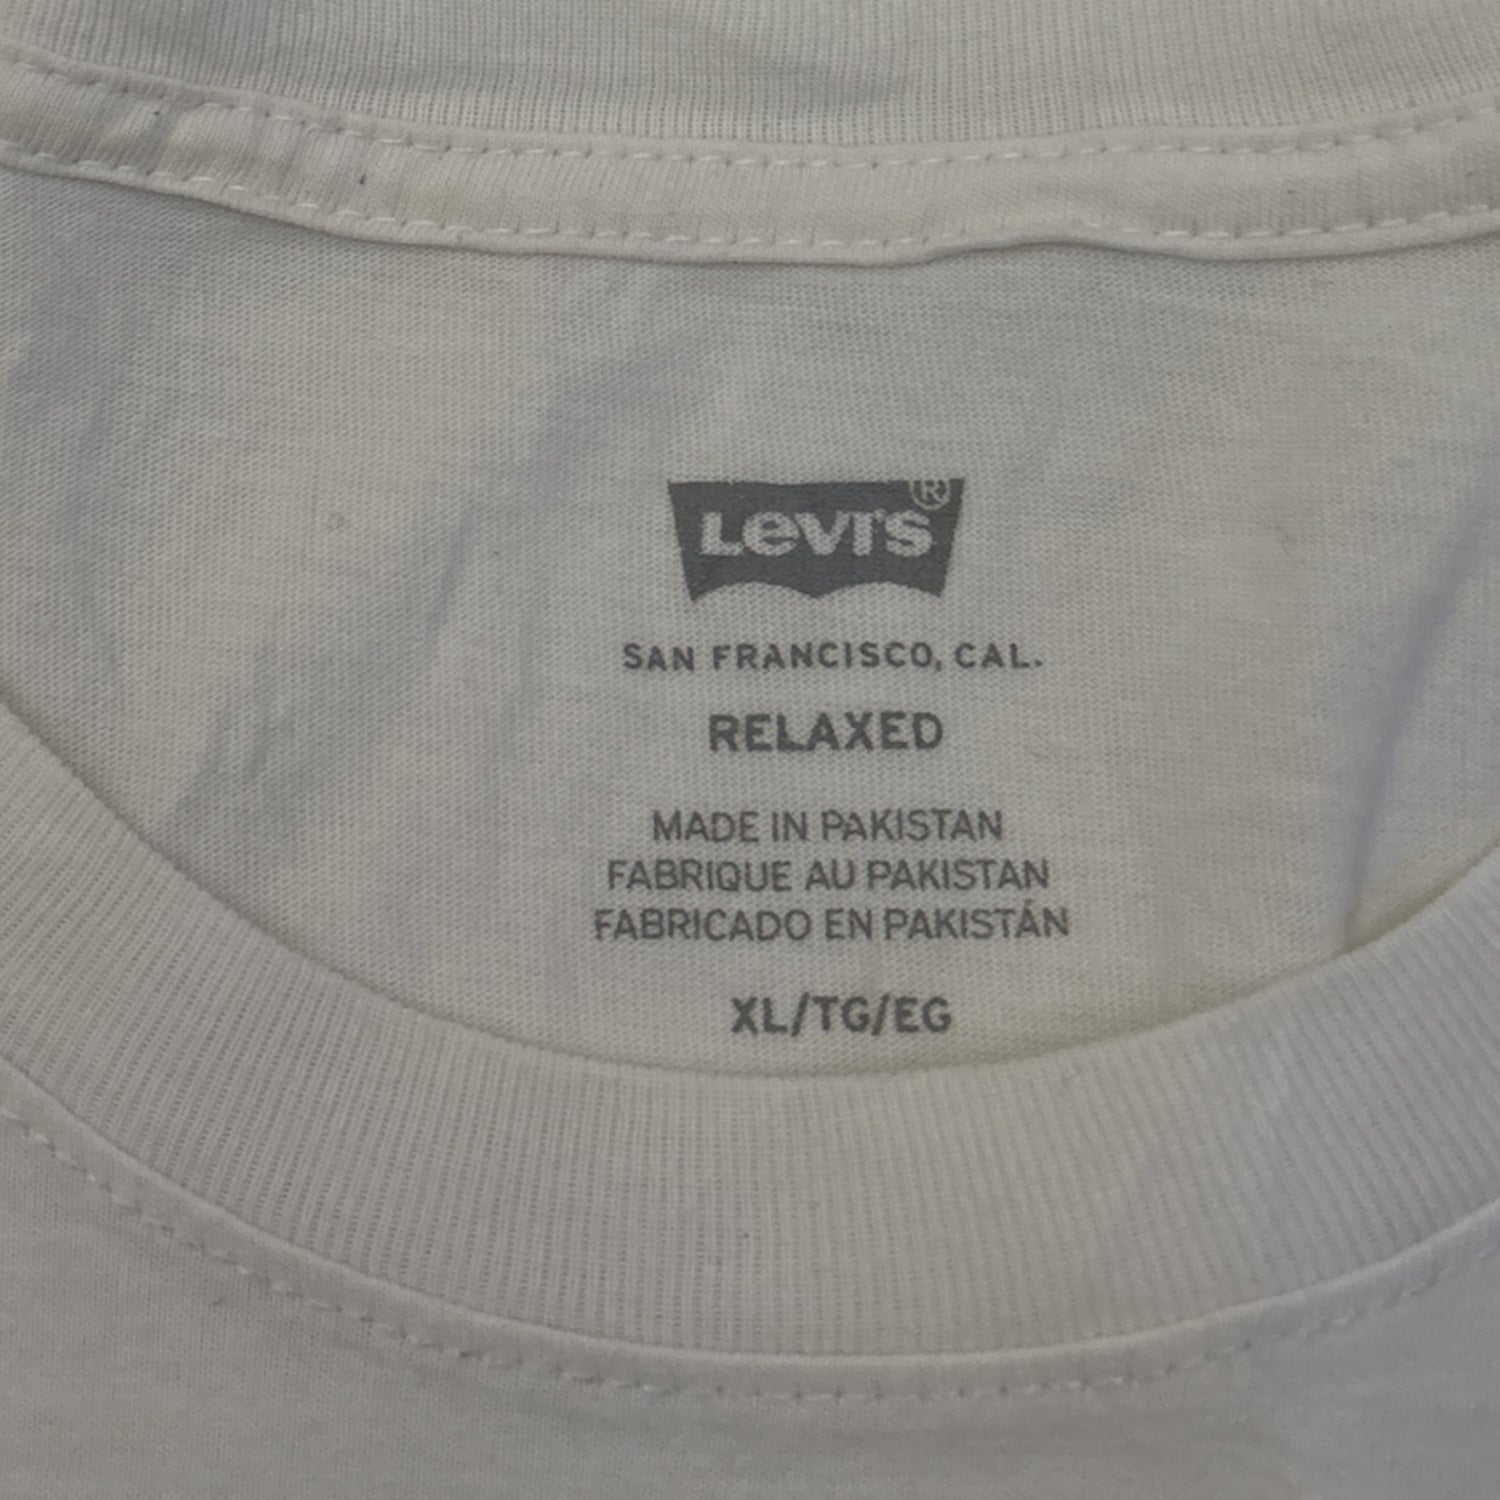 Levi's®
SAN FRANCISCO, CAL.
RELAXED
MADE IN PAKISTAN
FABRIQUE AU PAKISTAN
FABRICADO EN PAKISTÁN
XL/TG/EG